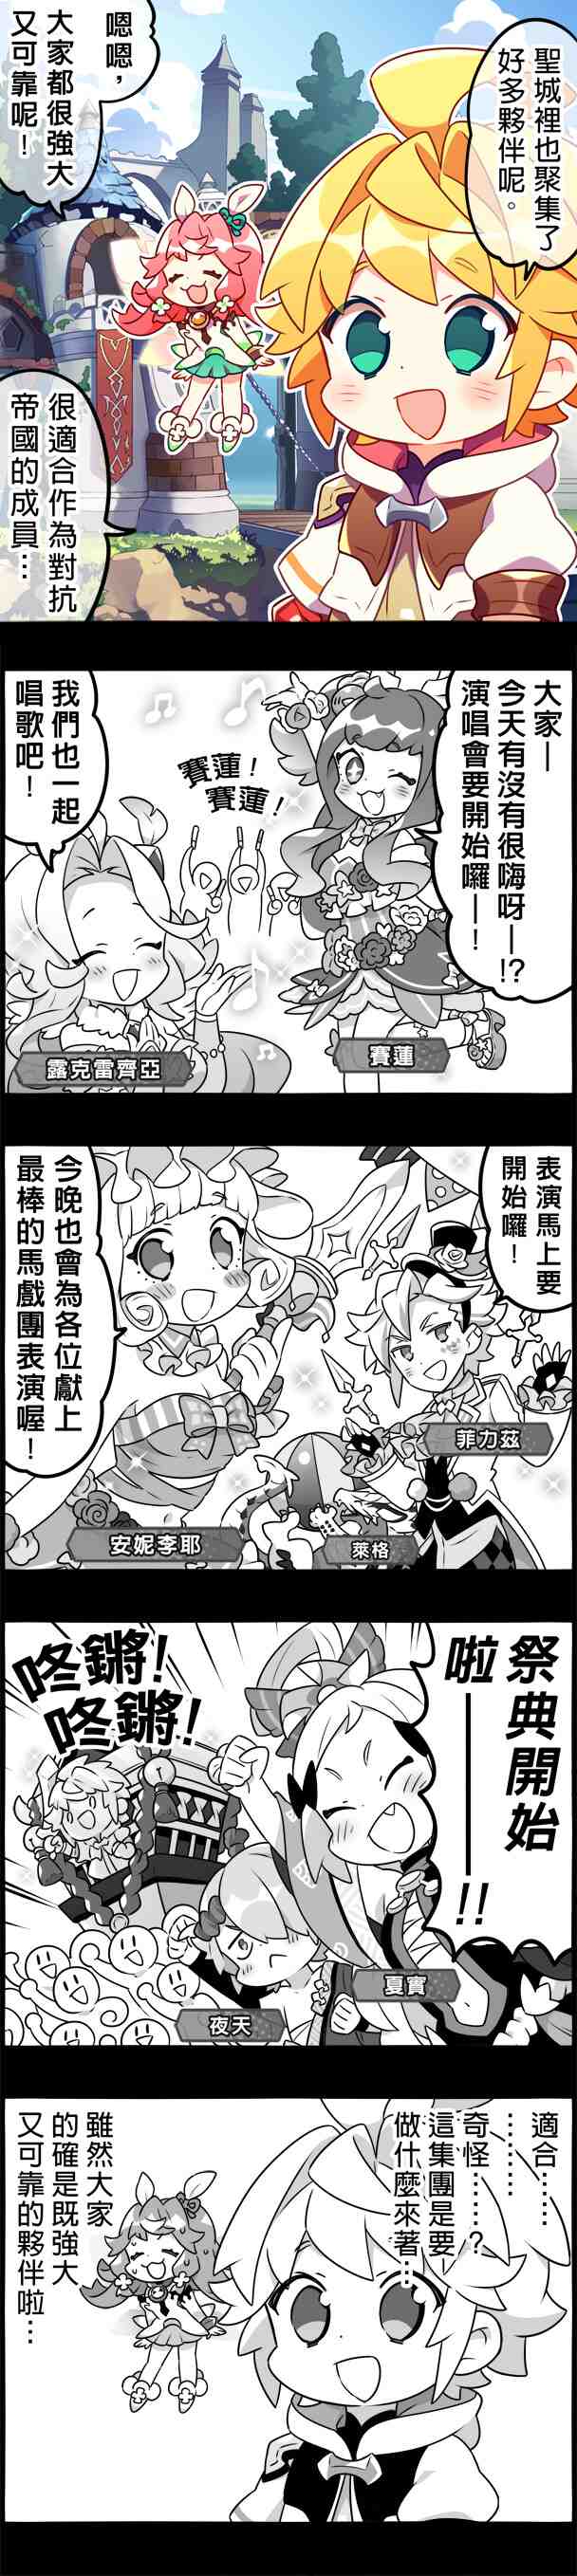 聖城裡也聚集了
好多夥伴呢。
嗯嗯，
大家都很強大
又可靠呢！
很適合作為對抗
帝國的成員…
大家—
今天有沒有很嗨呀—!?
演唱會要開始囉—！
賽蓮！
賽蓮！
我們也一起
唱歌吧！
賽蓮
露克雷齊亞
表演馬上要
開始囉！
今晚也會為各位獻上
最棒的馬戲團表演喔！
菲力茲
萊格
安妮李耶
祭典開始
啦——!!
咚鏘!
咚鏘!
夏實
夜天
適合……
………
奇怪……?
這集團是要
做什麼來著…
雖然大家
的確是既強大
又可靠的夥伴啦…